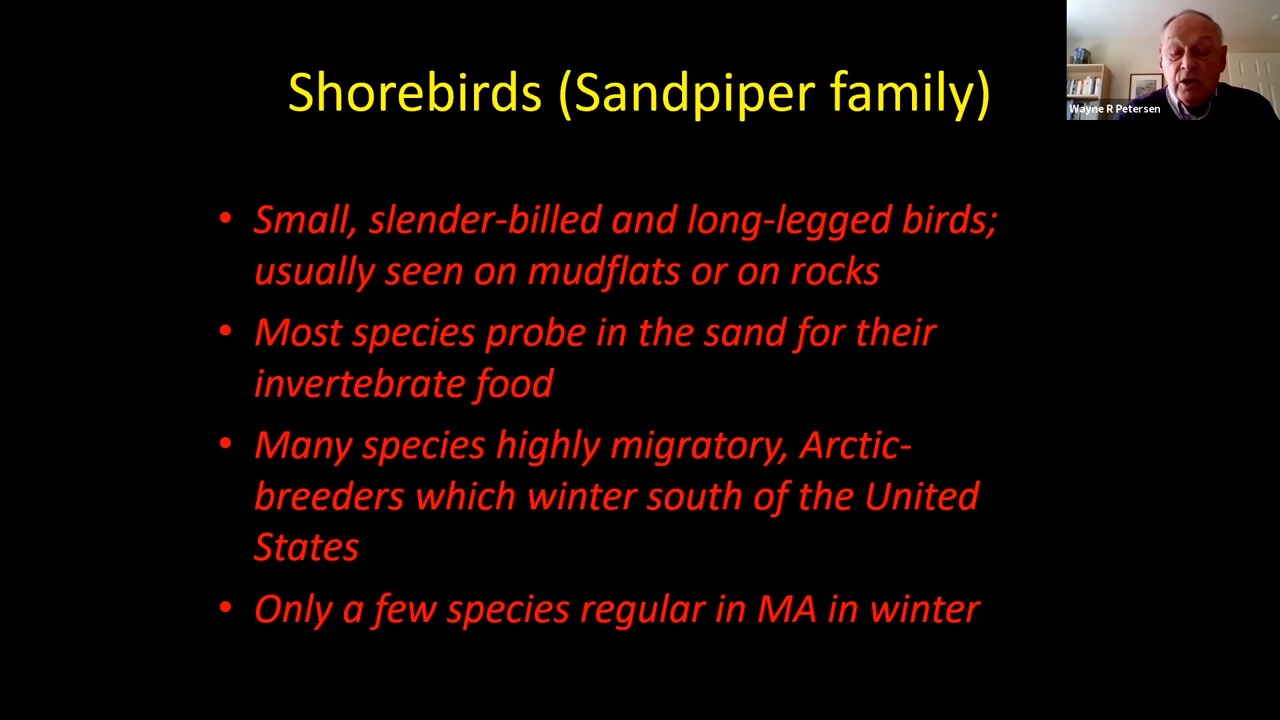 Shorebirds (Sandpiper family)
Wayne R Petersen
• Small, slender-billed and long-legged birds;
usually seen on mudflats or on rocks
• Most species probe in the sand for their
invertebrate food
• Many species highly migratory, Arctic-
breeders which winter south of the United
States
• Only a few species regular in MA in winter